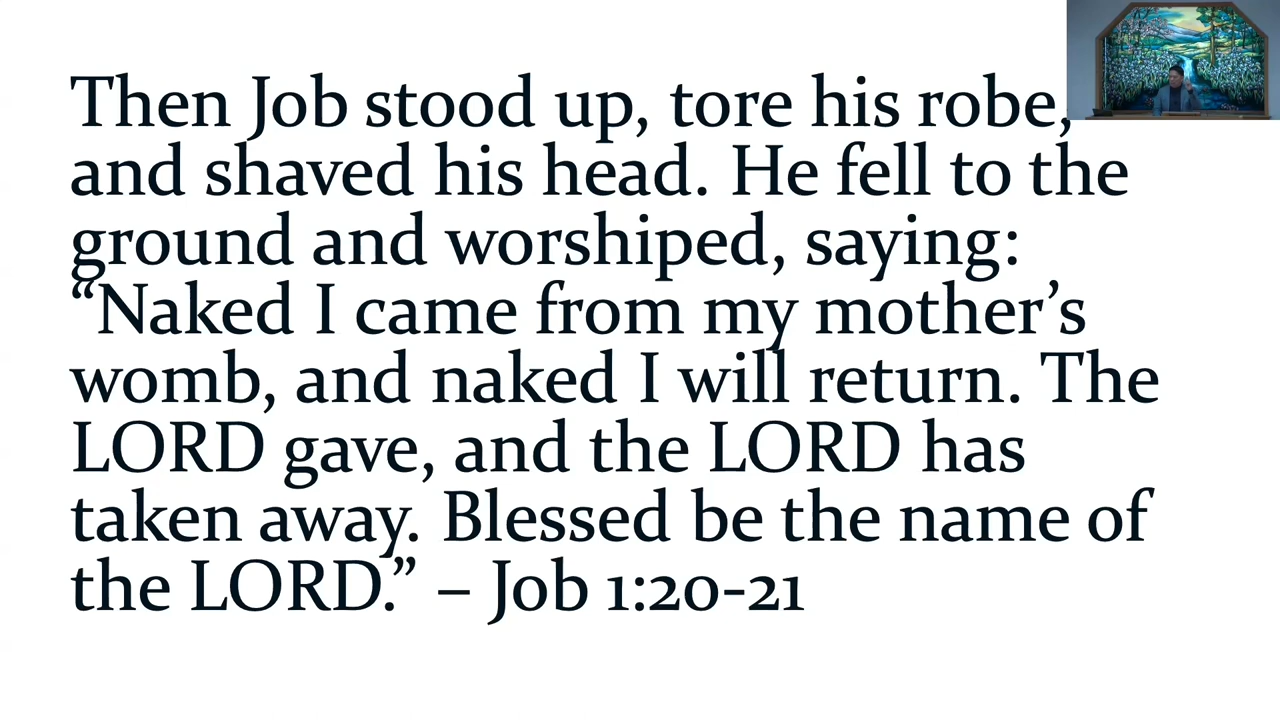 Then Job stood up, tore his robe,
and shaved his head. He fell to the
ground and worshiped, saying:
“Naked I came from my mother’s
womb, and naked I will return. The
LORD gave, and the LORD has
taken away. Blessed be the name of
the LORD.” – Job 1:20-21